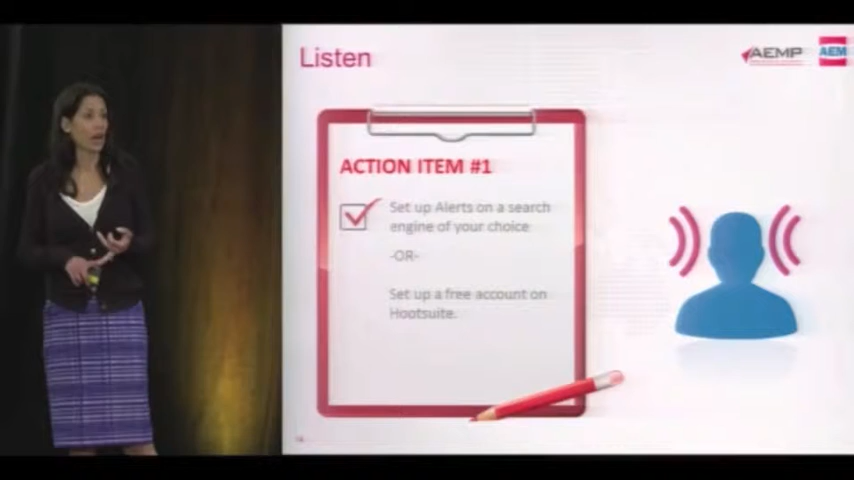 Listen
AEMP
AEM
ACTION ITEM #1
Set up Alerts on a search
engine of your choice
-OR-
Set up a free account on
Hootsuite.